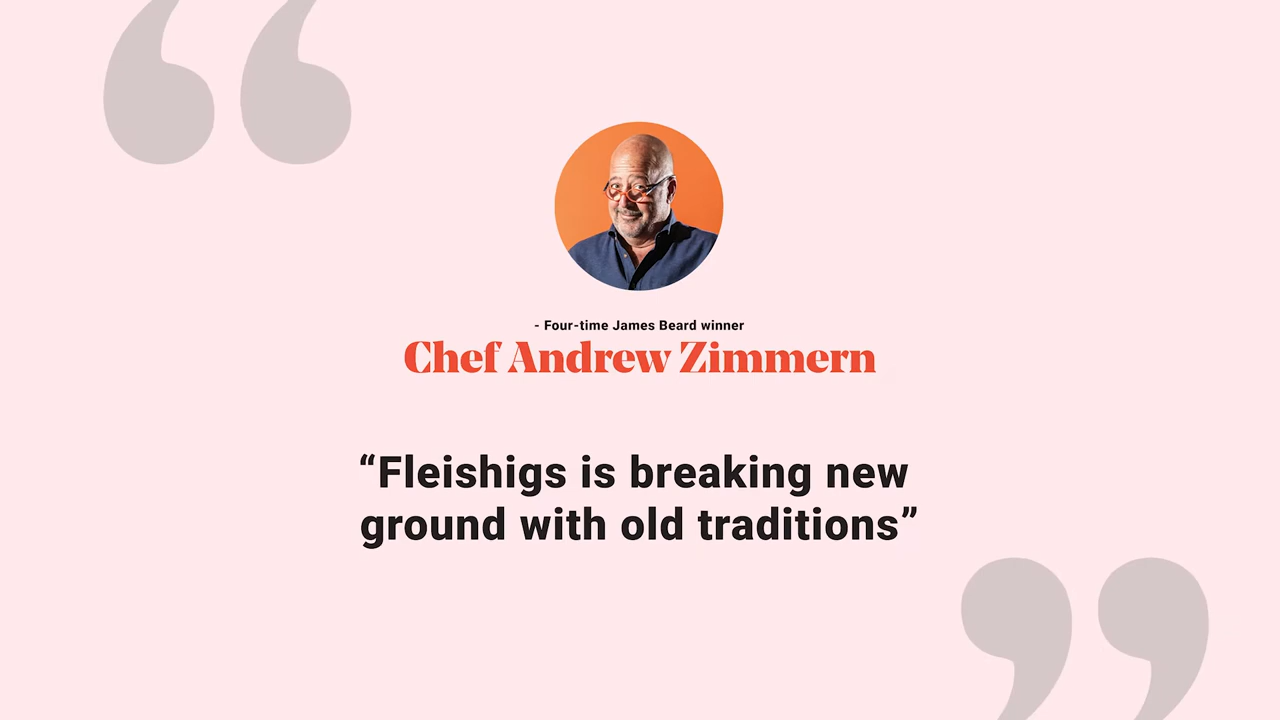 - Four-time James Beard winner
Chef Andrew Zimmern
“Fleishigs is breaking new
ground with old traditions”